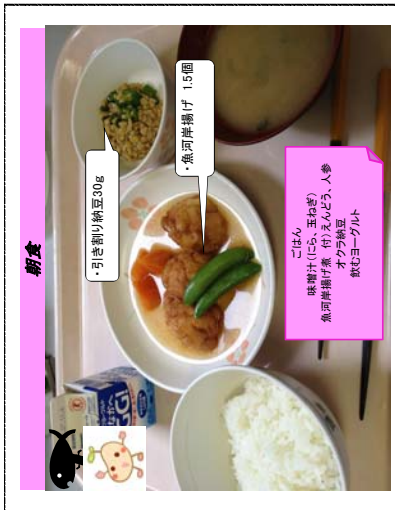 朝食
・引き割り納豆30g
・魚河岸揚げ 1.5個
ごはん
味噌汁(にら、玉ねぎ)
魚河岸揚げ煮 付)えんどう、人参
オクラ納豆
飲むヨーグルト